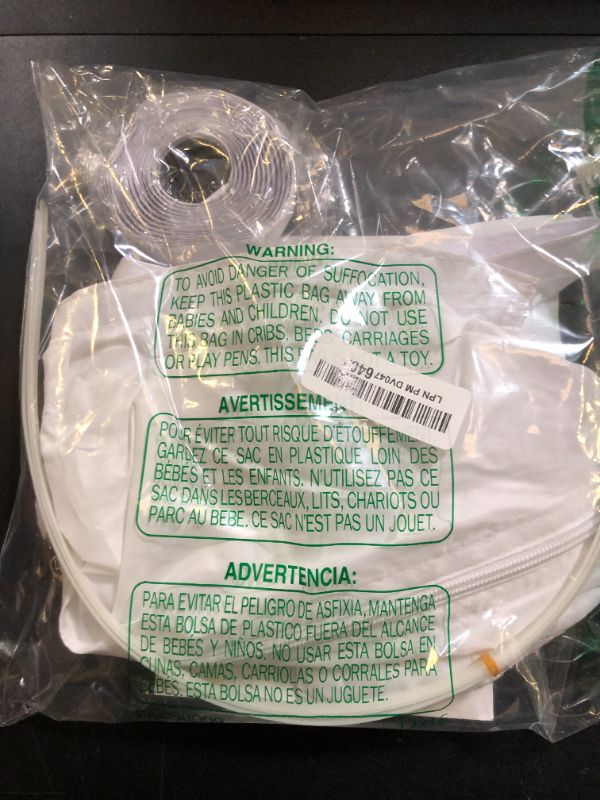 WARNING:
TO AVOID DANGER OF SUFFOCATION,
KEEP THIS PLASTIC BAG AWAY FROM
BABIES AND CHILDREN. DO NOT USE
THIS BAG IN CRIBS, BEDS, CARRIAGES
OR PLAY PENS. THIS A TOY.
LPN PM DV04764
AVERTISSEME
POUR ÉVITER TOUT RISQUE D'ÉTOUFFEME
GARDEZ CE SAC EN PLASTIQUE LOIN DES
BÉBÉS ET LES ENFANTS. N'UTILISEZ PAS CE
SAC DANS LES BERCEAUX, LITS, CHARIOTS OU
PARC AU BEBE. CE SAC N'EST PAS UN JOUET.
ADVERTENCIA:
PARA EVITAR EL PELIGRO DE ASFIXIA, MANTENGA
ESTA BOLSA DE PLASTICO FUERA DEL ALCANCE
DE BEBÉS Y NIÑOS, NO USAR ESTA BOLSA EN
CUNAS, CAMAS, CARRIOLAS O CORRALES PARA
BEBÉS. ESTA BOLSA NO ES UN JUGUETE.